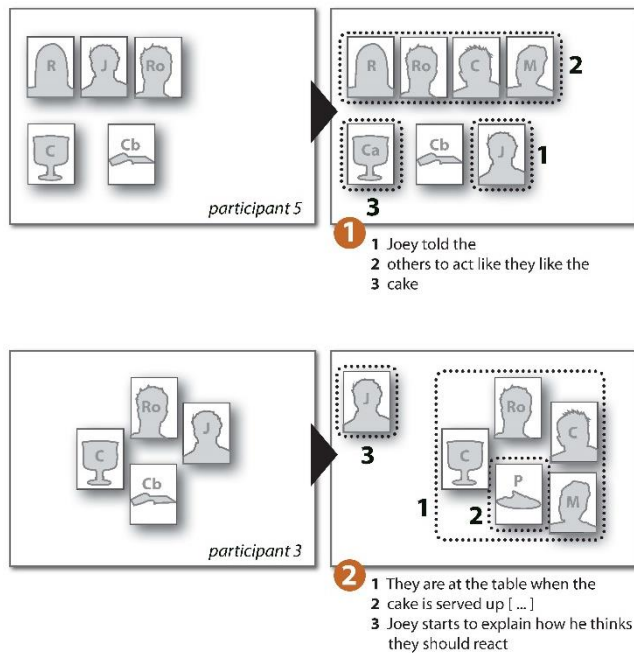 R J Ro
C Cb
participant 5
R Ro C M 2
Ca Cb J 1
3
1
1 Joey told the
2 others to act like they like the
3 cake
Ro
J
C
Cb
participant 3
J
3
Ro
C
C
P
M
1 2
2
1 They are at the table when the
2 cake is served up [ ... ]
3 Joey starts to explain how he thinks
they should react